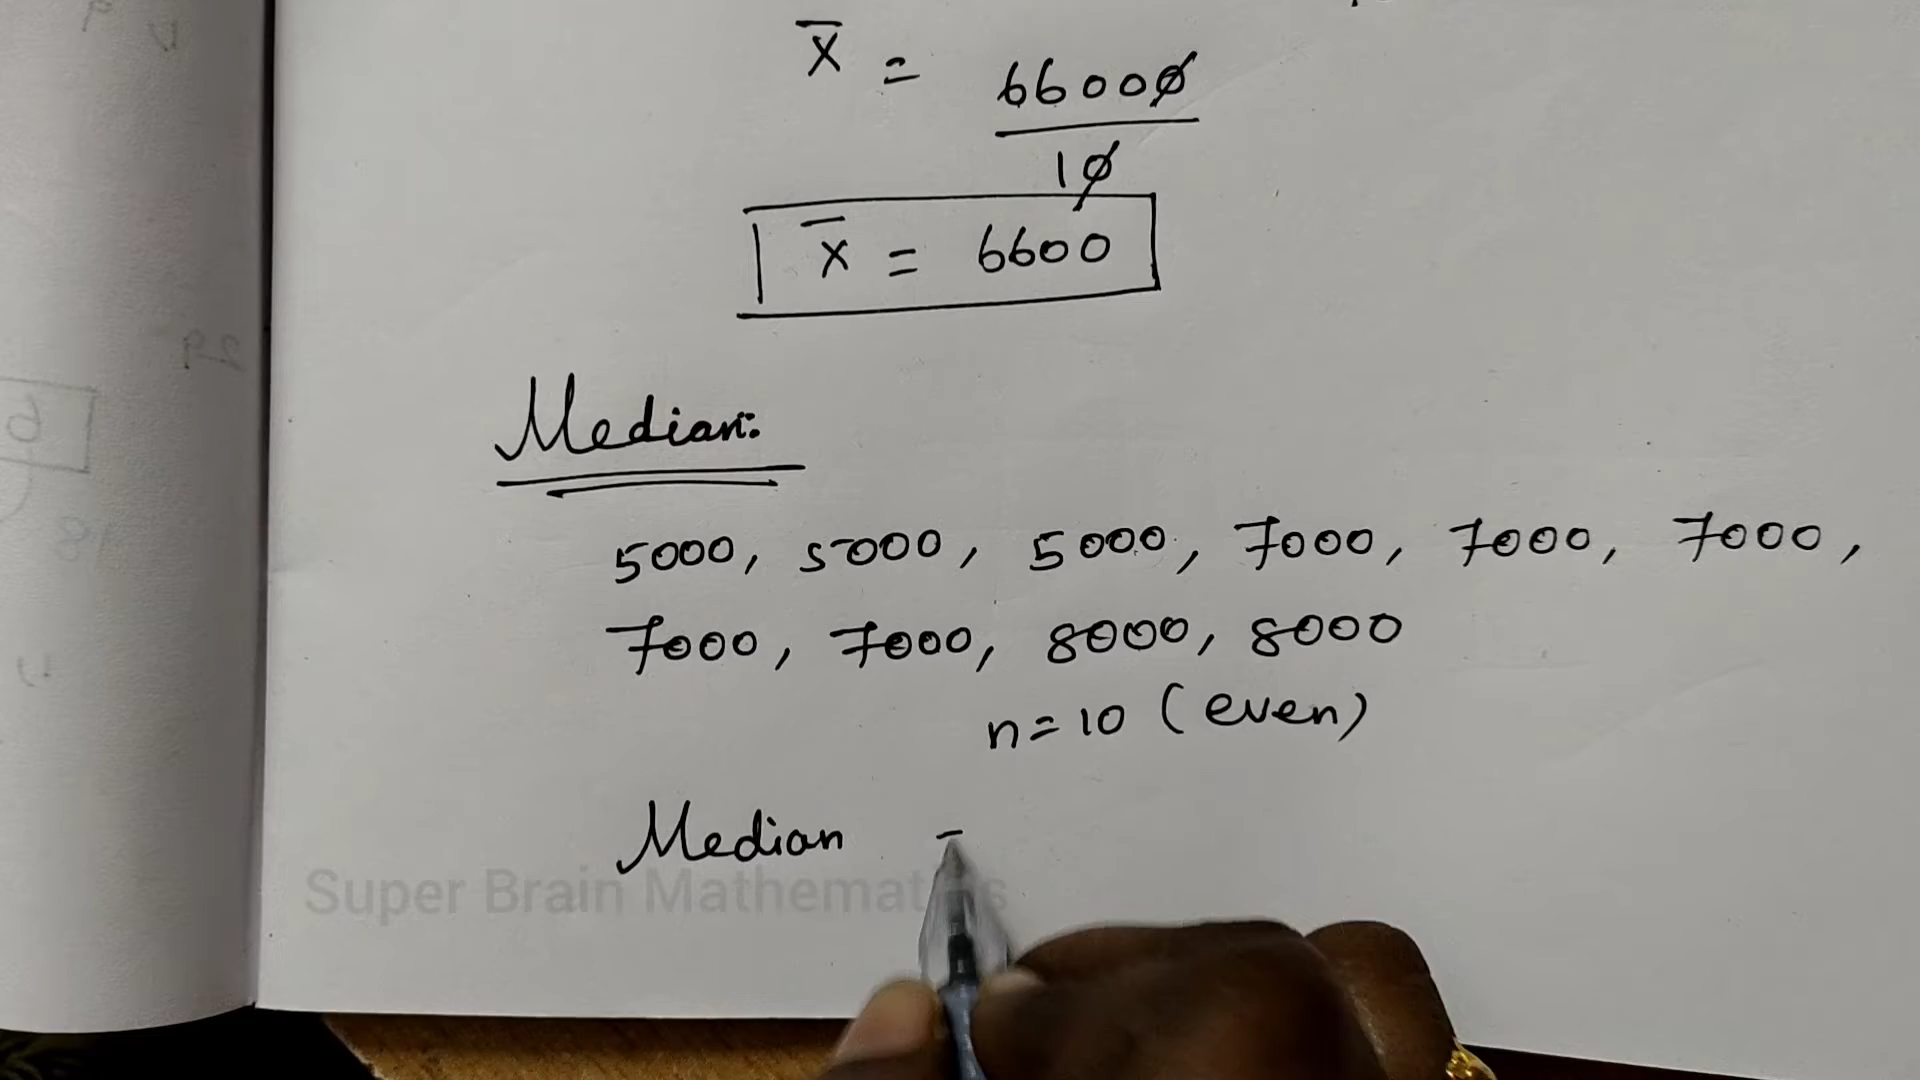 x̄ = 66000
10
x̄ = 6600
Median:
5000, 5000, 5000, 7000, 7000, 7000,
7000, 7000, 8000, 8000
n=10 (even)
Median -
Super Brain Mathematics